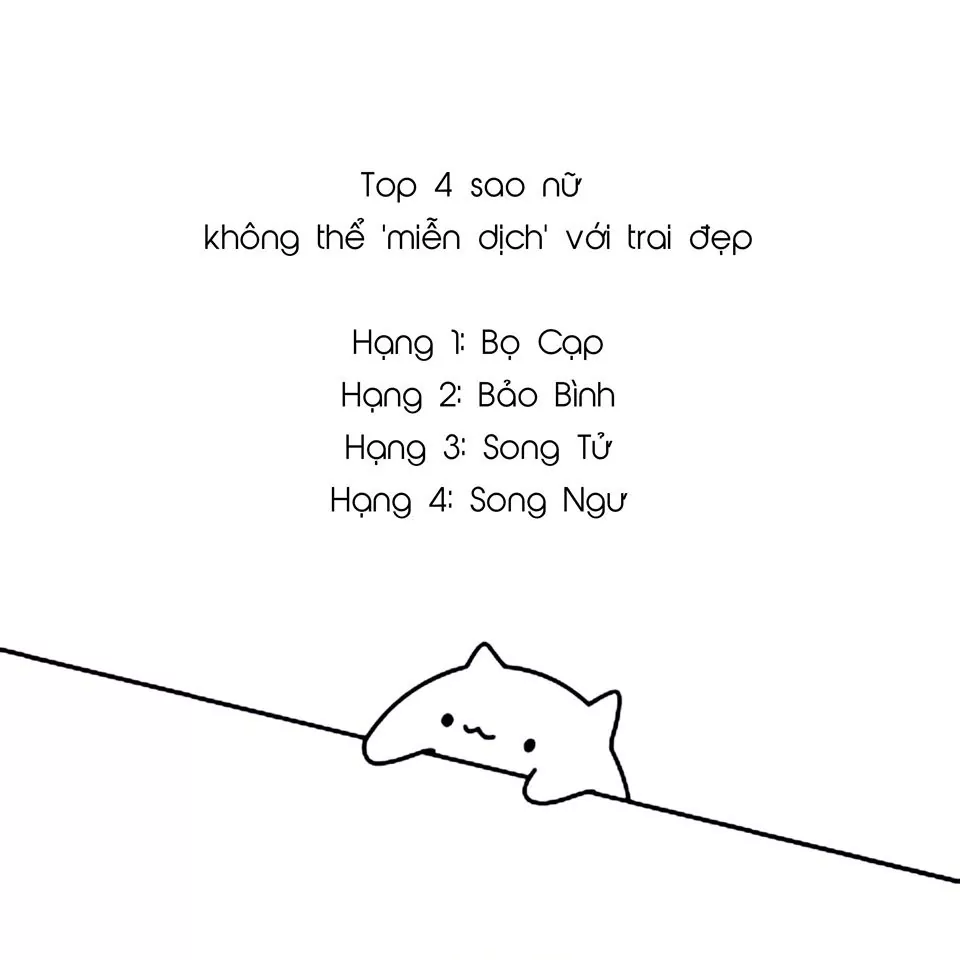 Top 4 sao nữ
không thể 'miễn dịch' với trai đẹp
Hạng 1: Bọ Cạp
Hạng 2: Bảo Bình
Hạng 3: Song Tử
Hạng 4: Song Ngư